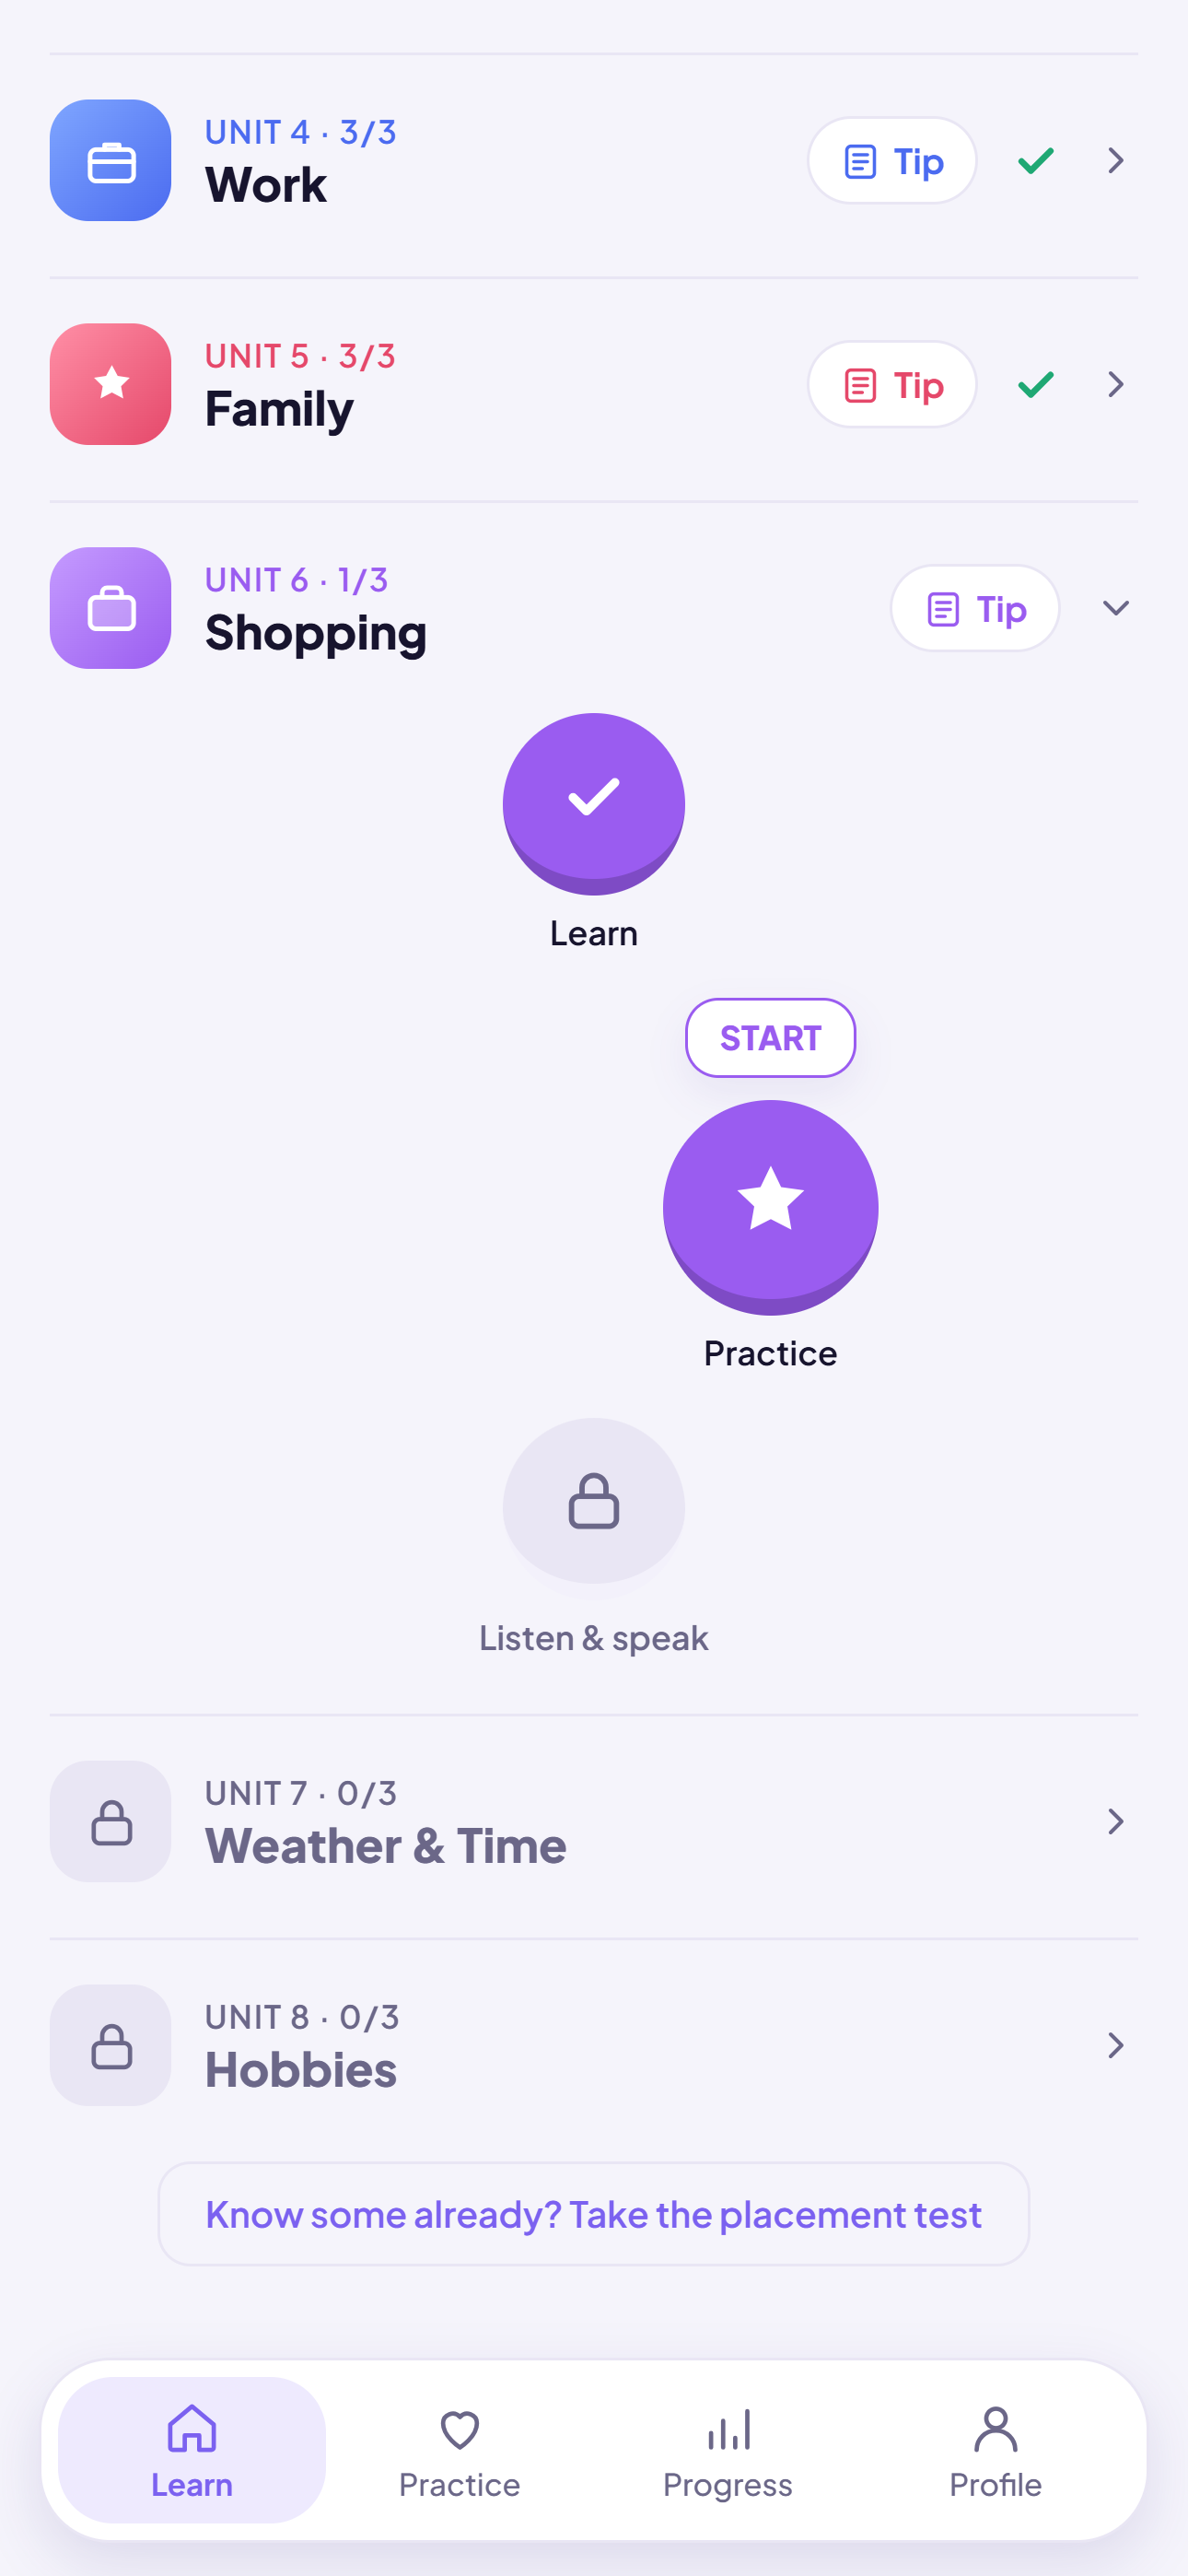 UNIT 4 · 3/3
Work
Tip
UNIT 5 · 3/3
Family
Tip
UNIT 6 · 1/3
Shopping
Tip
Learn
START
Practice
Listen & speak
UNIT 7 · 0/3
Weather & Time
UNIT 8 · 0/3
Hobbies
Know some already? Take the placement test
Learn
Practice
Progress
Profile